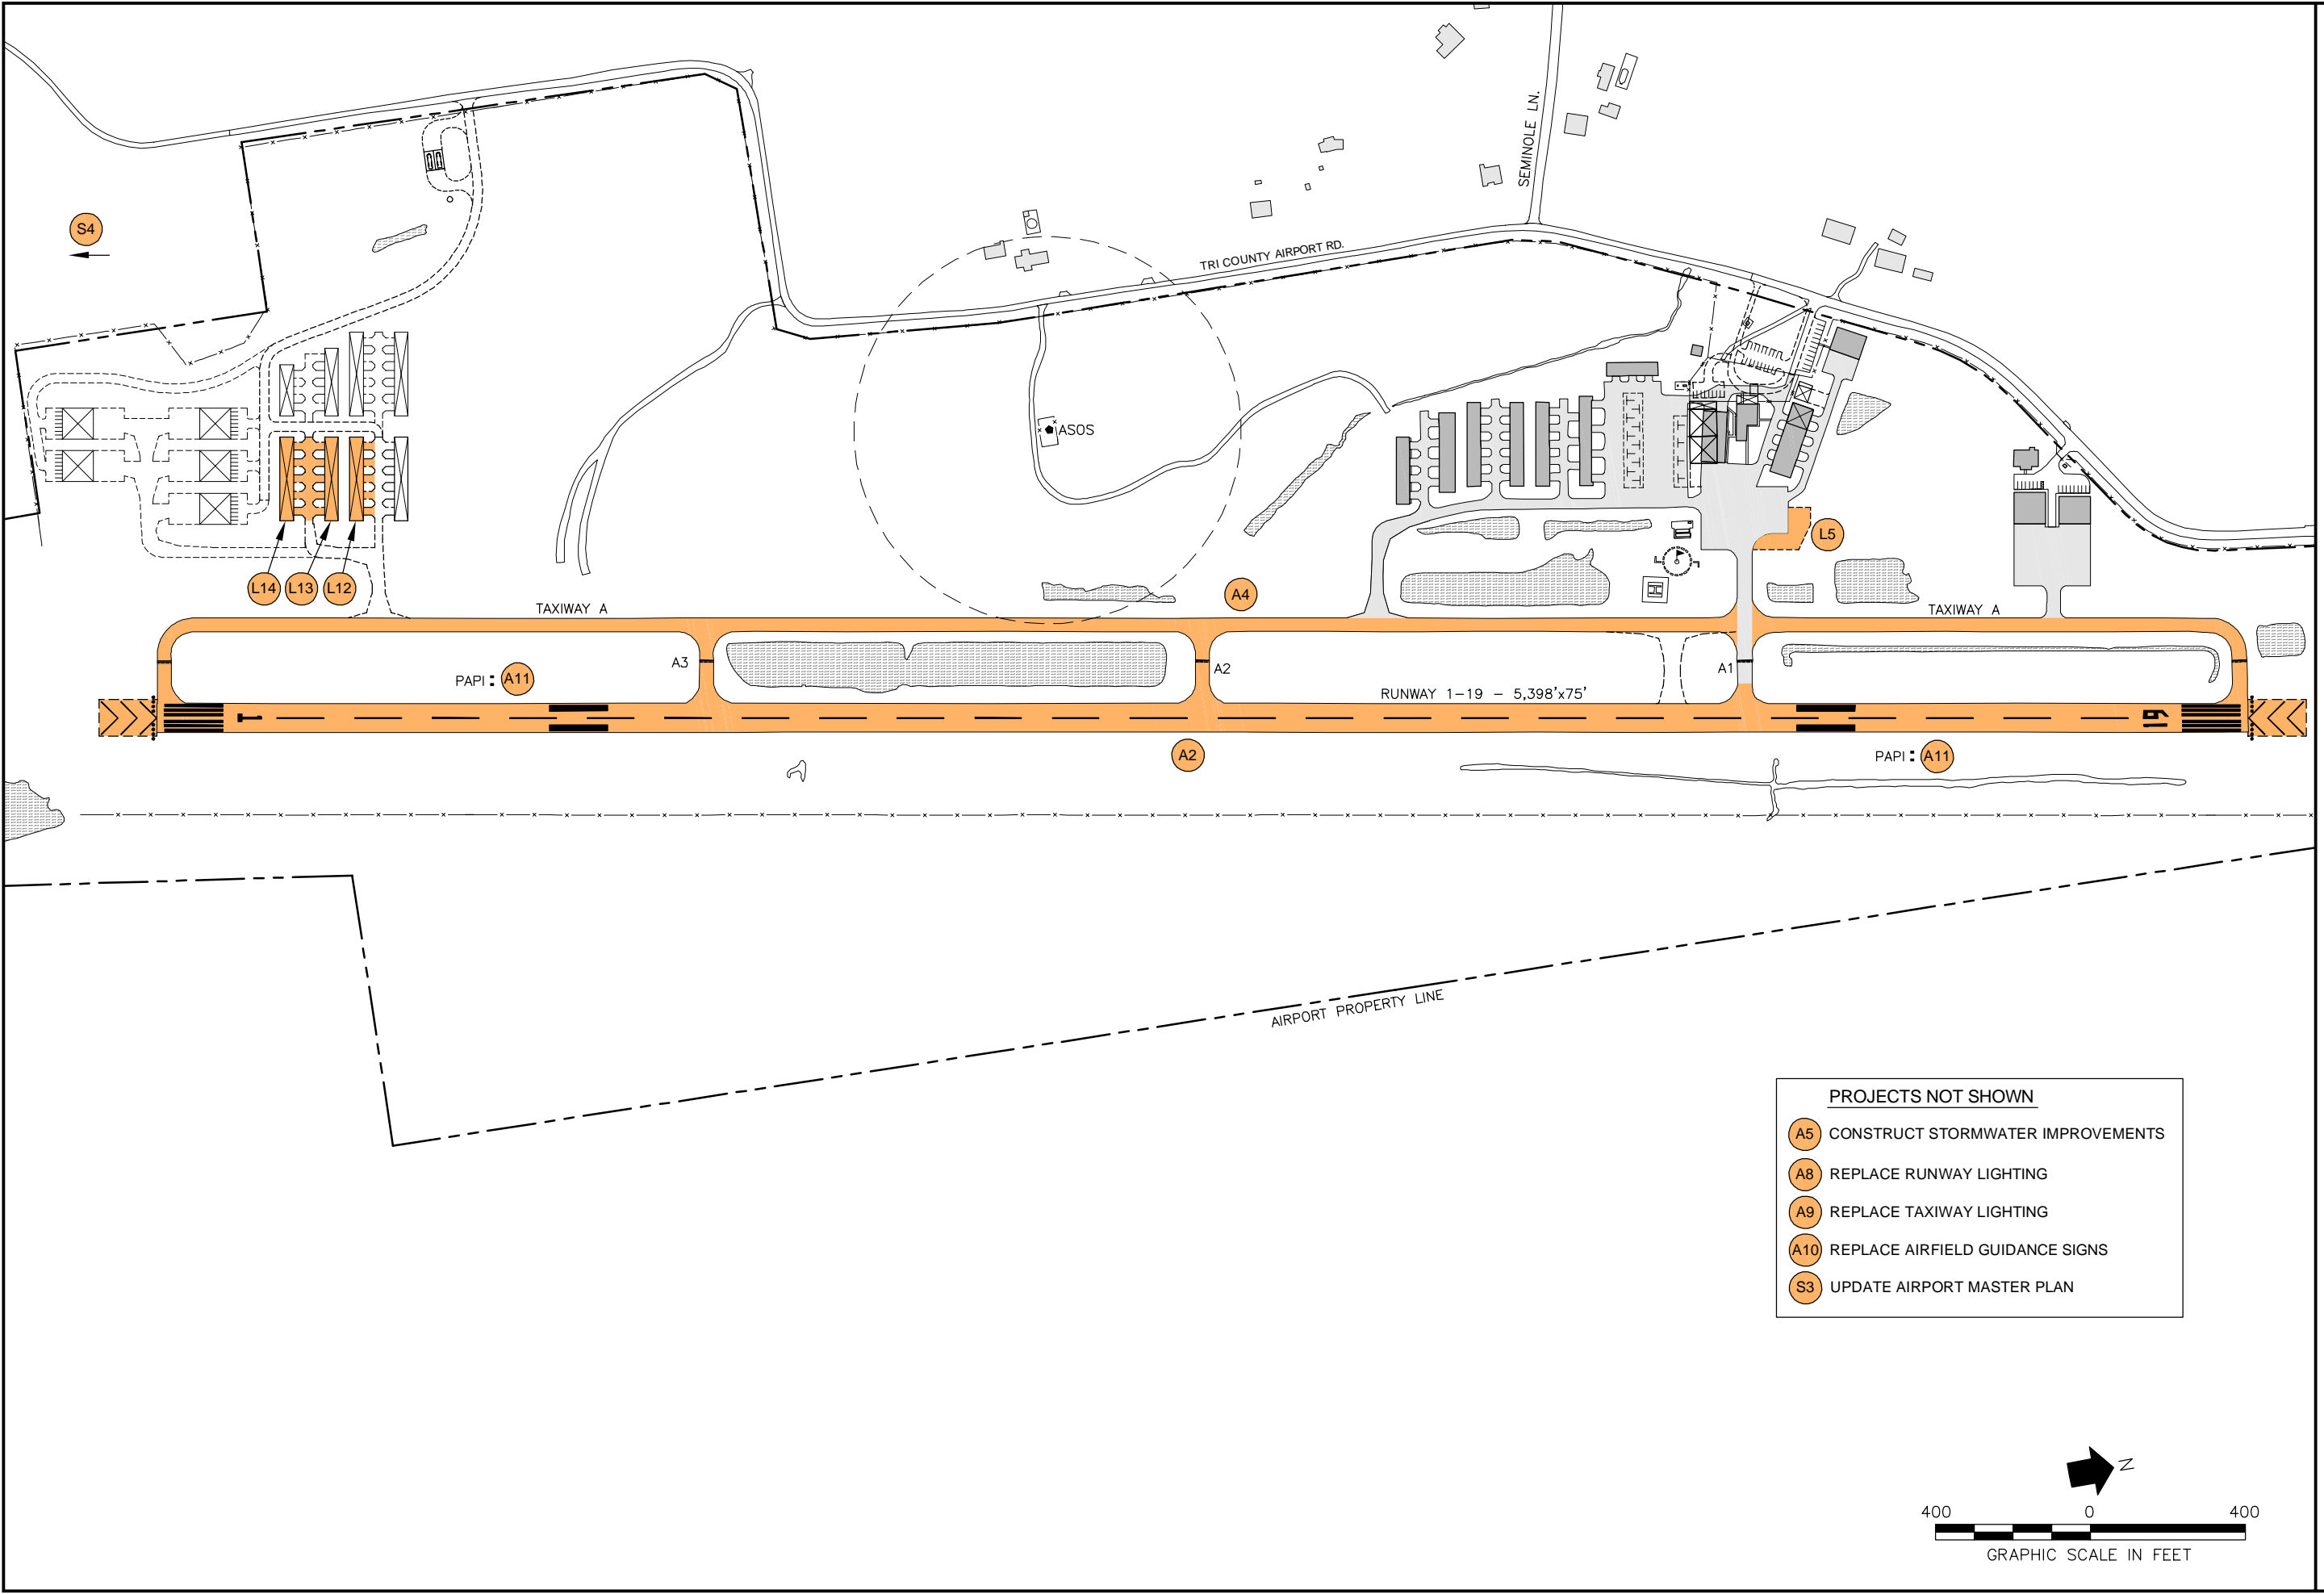 SEMINOLE LN.
S4
TRI COUNTY AIRPORT RD.
ASOS
L5
L14
L13
L12
A4
TAXIWAY A
TAXIWAY A
A3
A2
A1
PAPI
A11
RUNWAY 1-19 - 5,398'x75'
1
19
A2
PAPI
A11
AIRPORT PROPERTY LINE
PROJECTS NOT SHOWN
A5 CONSTRUCT STORMWATER IMPROVEMENTS
A8 REPLACE RUNWAY LIGHTING
A9 REPLACE TAXIWAY LIGHTING
A10 REPLACE AIRFIELD GUIDANCE SIGNS
S3 UPDATE AIRPORT MASTER PLAN
N
400 0 400
GRAPHIC SCALE IN FEET